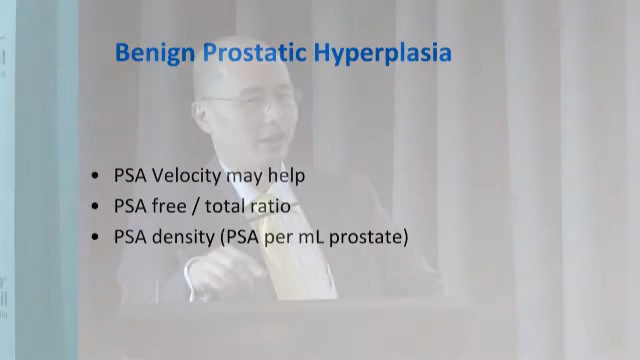 Benign Prostatic Hyperplasia
• PSA Velocity may help
• PSA free / total ratio
• PSA density (PSA per mL prostate)